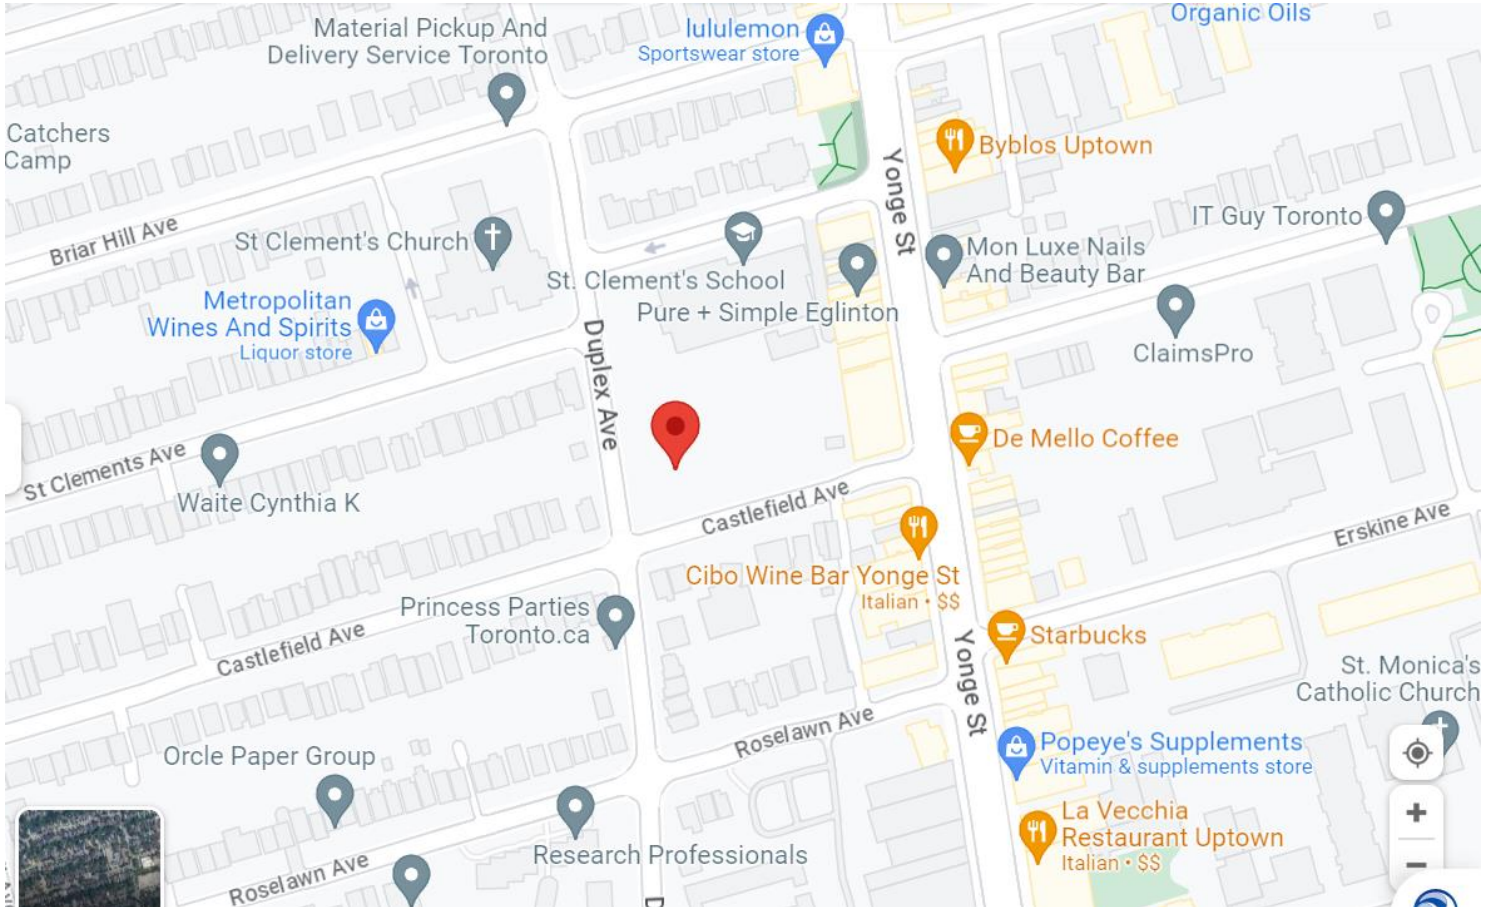 Material Pickup And
Delivery Service Toronto
lululemon
Sportswear store
Organic Oils
Catchers
Camp
Yonge St
Byblos Uptown
Briar Hill Ave
St Clement's Church
St. Clement's School
IT Guy Toronto
Mon Luxe Nails
And Beauty Bar
Metropolitan
Wines And Spirits
Liquor store
Pure + Simple Eglinton
Duplex Ave
ClaimsPro
De Mello Coffee
St Clements Ave
Waite Cynthia K
Castlefield Ave
Erskine Ave
Cibo Wine Bar Yonge St
Italian • $$
Princess Parties
Toronto.ca
Starbucks
Castlefield Ave
Yonge St
St. Monica's
Catholic Church
Roselawn Ave
Orcle Paper Group
Popeye's Supplements
Vitamin & supplements store
La Vecchia
Restaurant Uptown
Italian • $$
Research Professionals
Roselawn Ave
D